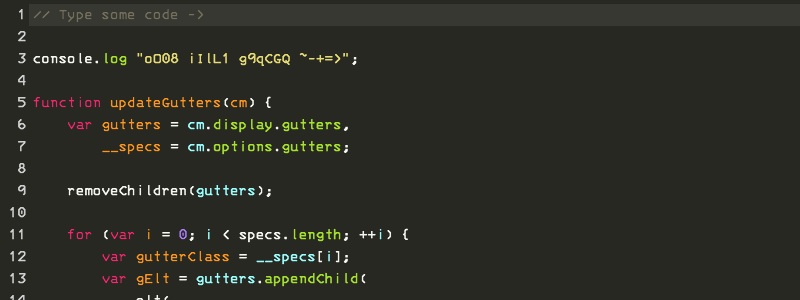 1 // Type some code ->
2
3 console.log "oO08 iIlL1 g9qCGQ ~-+=>";
4
5 function updateGutters(cm) {
6 var gutters = cm.display.gutters,
7 __specs = cm.options.gutters;
8
9 removeChildren(gutters);
10
11 for (var i = 0; i < specs.length; ++i) {
12 var gutterClass = __specs[i];
13 var gElt = gutters.appendChild(
14 elt(